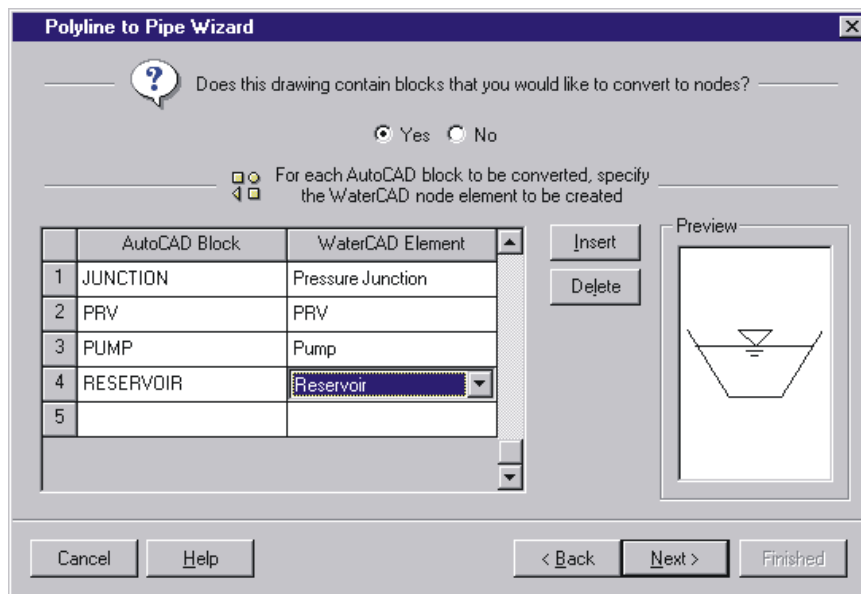 Polyline to Pipe Wizard
?
Does this drawing contain blocks that you would like to convert to nodes?
Yes No
For each AutoCAD block to be converted, specify
the WaterCAD node element to be created
AutoCAD Block WaterCAD Element
1 JUNCTION Pressure Junction
2 PRV PRV
3 PUMP Pump
4 RESERVOIR Reservoir
5
Insert
Delete
Preview
Cancel Help < Back Next > Finished